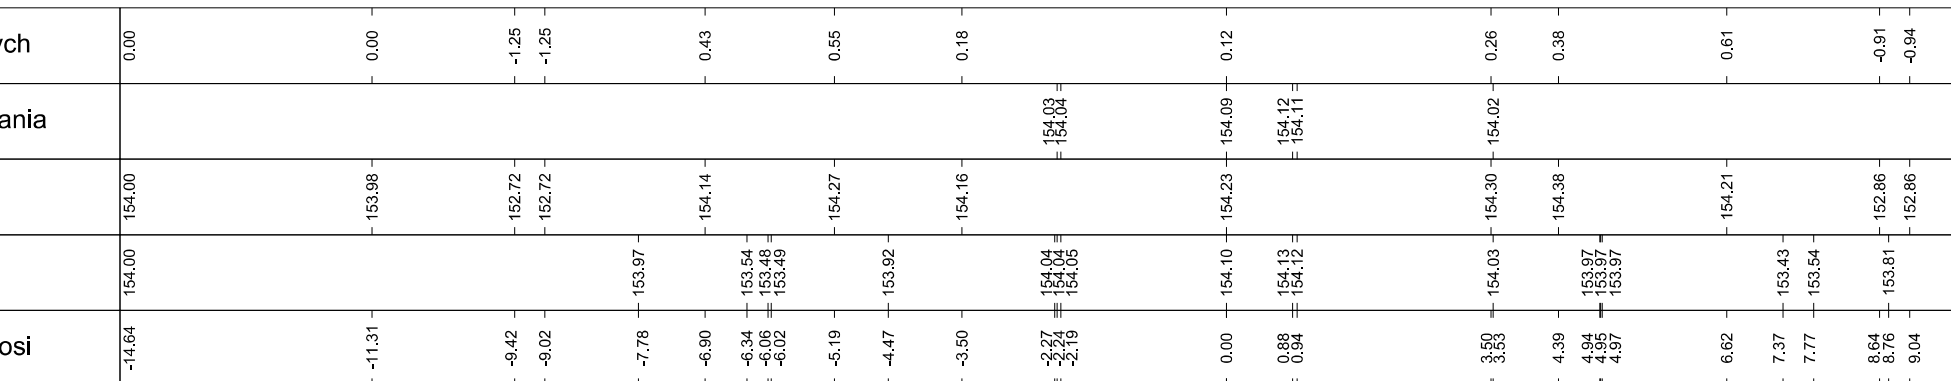 ych 0.00 0.00 -1.25 -1.25 0.43 0.55 0.18 0.12 0.26 0.38 0.61 -0.91 -0.94
ania 154.03 154.04 154.09 154.12 154.11 154.02
154.00 153.98 152.72 152.72 154.14 154.27 154.16 154.23 154.30 154.38 154.21 152.86 152.86
154.00 153.97 153.54 153.48 153.49 153.92 154.04 154.04 154.05 154.10 154.13 154.12 154.03 153.97 153.97 153.97 153.43 153.54 153.81
osi -14.64 -11.31 -9.42 -9.02 -7.78 -6.90 -6.34 -6.06 -6.02 -5.19 -4.47 -3.50 -2.27 -2.24 -2.19 0.00 0.88 0.94 3.50 3.53 4.39 4.94 4.95 4.97 6.62 7.37 7.77 8.64 8.76 9.04